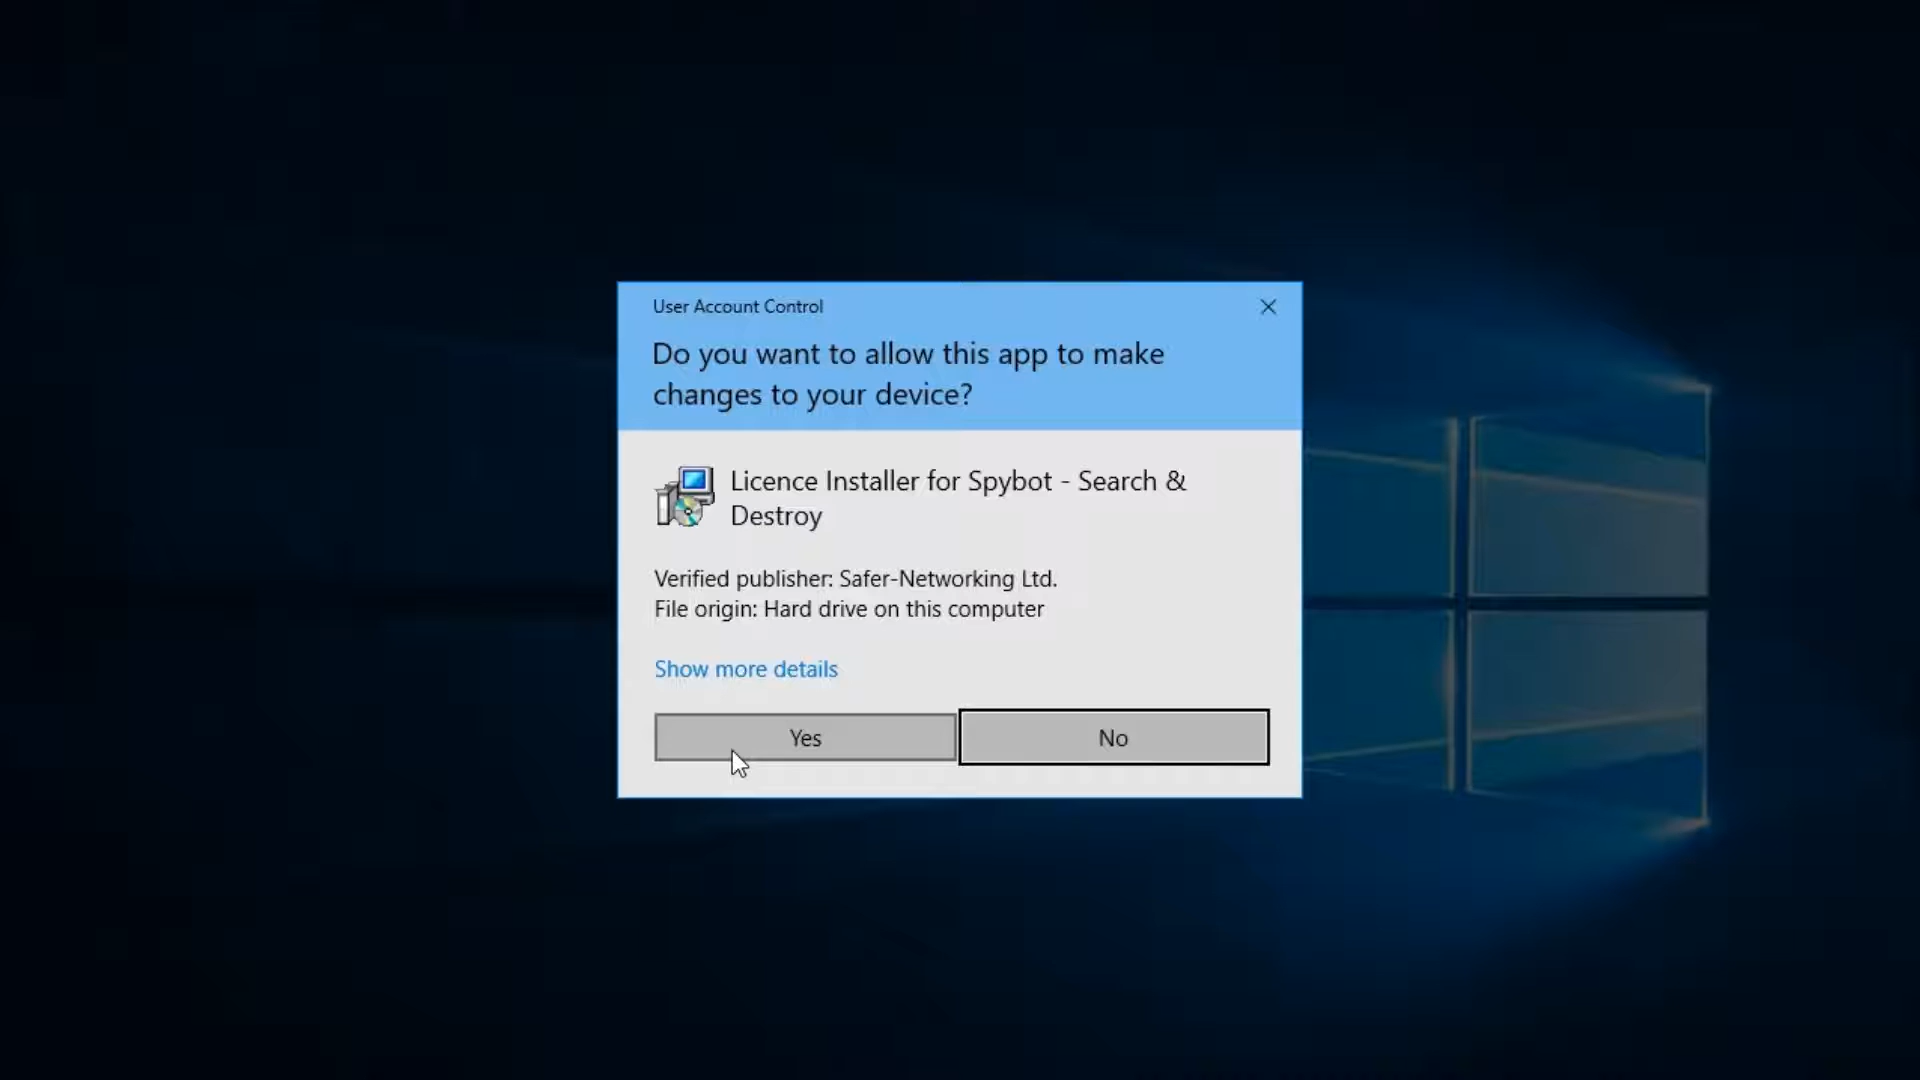 User Account Control
Do you want to allow this app to make
changes to your device?
Licence Installer for Spybot - Search &
Destroy
Verified publisher: Safer-Networking Ltd.
File origin: Hard drive on this computer
Show more details
Yes
No